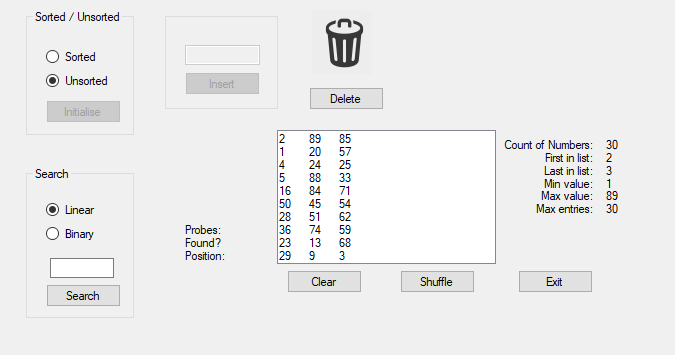 Sorted / Unsorted
Sorted
Unsorted
Initialise
Insert
Delete
Search
Linear
Binary
Search
Probes:
Found?
Position:
2 89 85
1 20 57
4 24 25
5 88 33
16 84 71
50 45 54
28 51 62
36 74 59
23 13 68
29 9 3
Count of Numbers: 30
First in list: 2
Last in list: 3
Min value: 1
Max value: 89
Max entries: 30
Clear
Shuffle
Exit